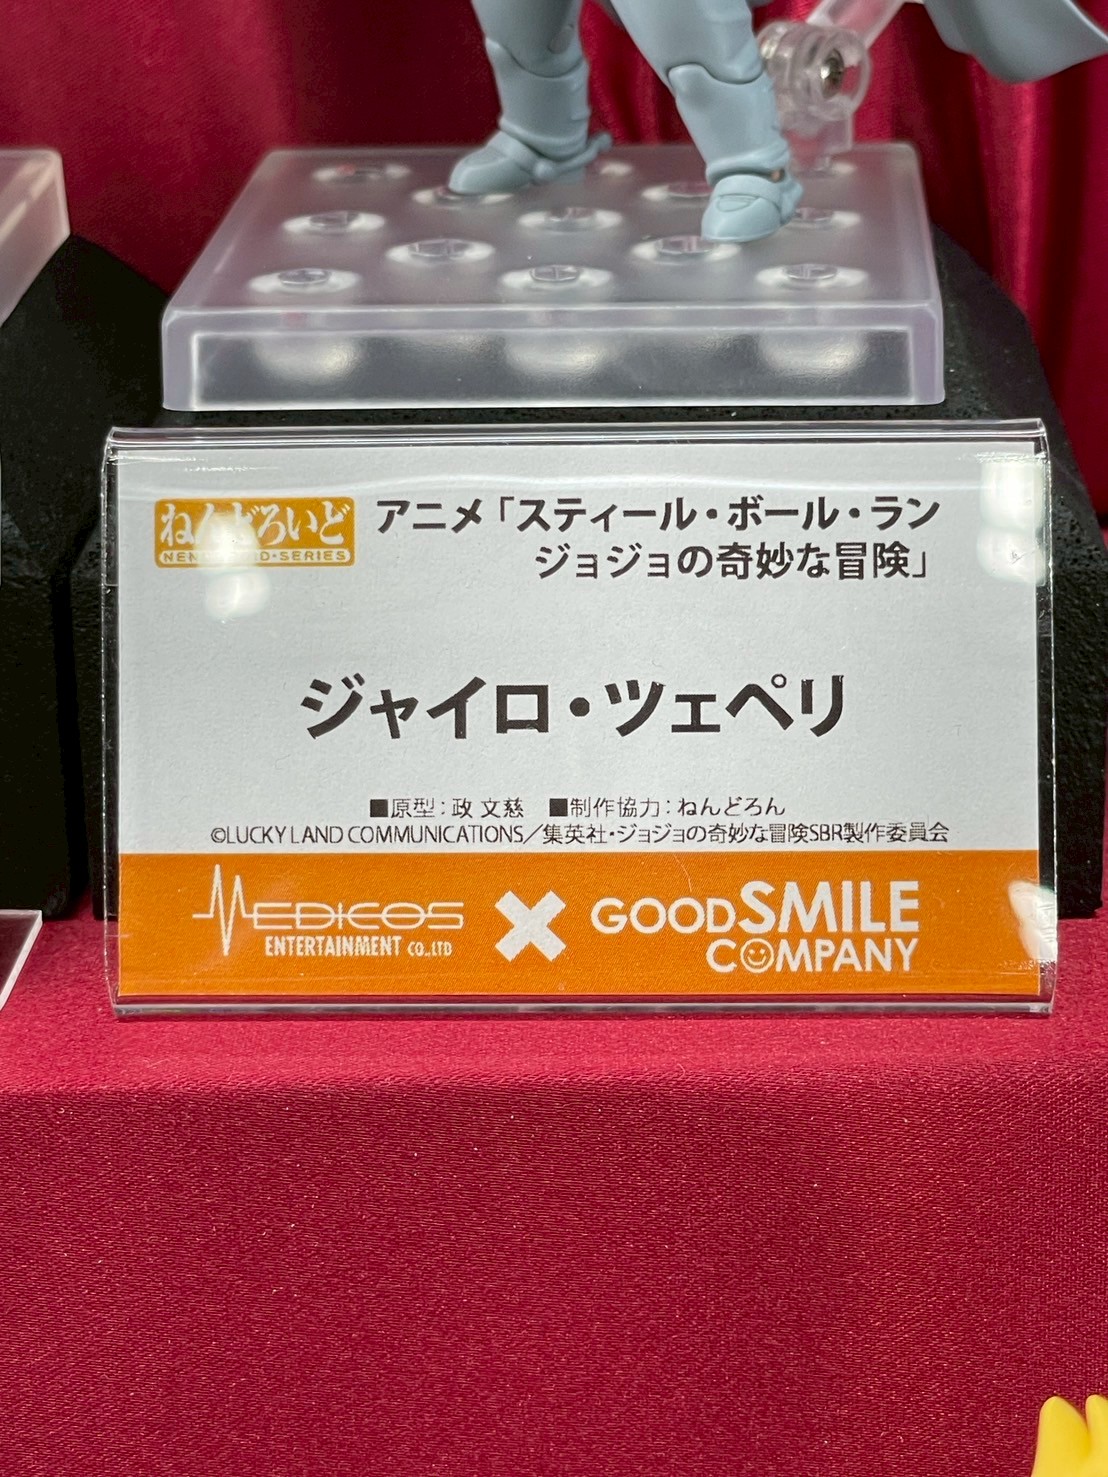 ねんどろいど
アニメ「スティール・ボール・ラン
ジョジョの奇妙な冒険」
ジャイロ・ツェペリ
■原型：政 文慈　■制作協力：ねんどろん
©LUCKY LAND COMMUNICATIONS／集英社・ジョジョの奇妙な冒険SBR製作委員会
MEDICOS × GOOD SMILE
ENTERTAINMENT CO.,LTD COMPANY